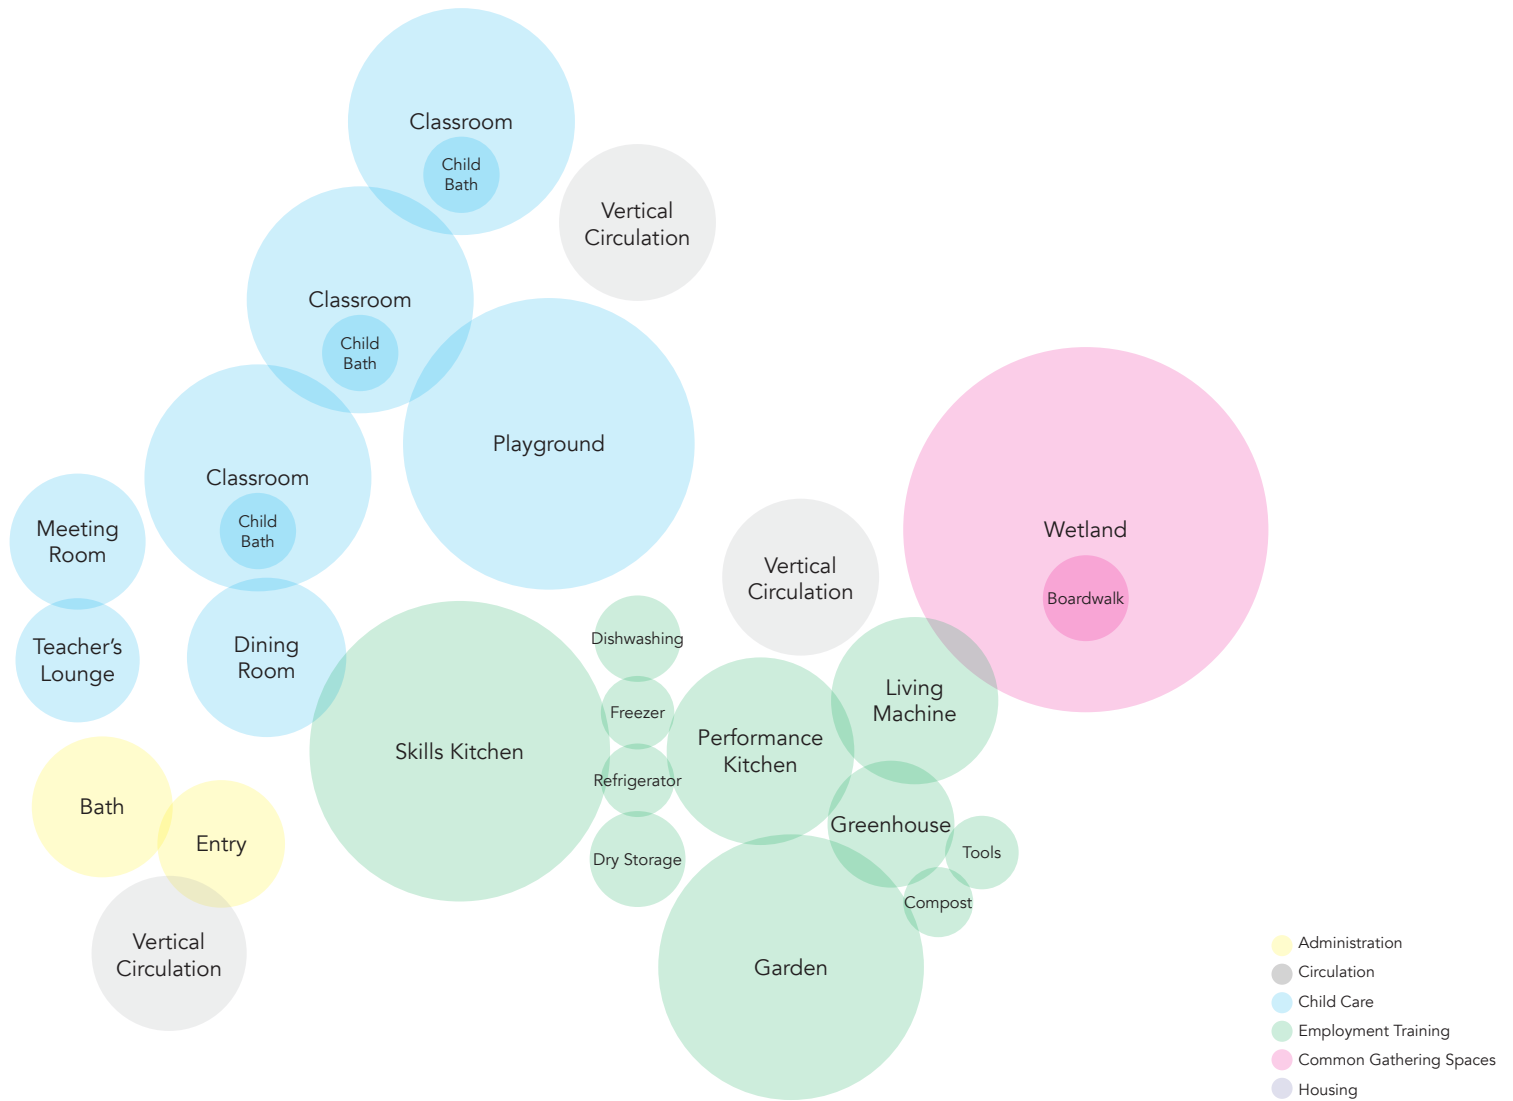 Classroom
Child
Bath
Vertical
Circulation
Classroom
Child
Bath
Playground
Classroom
Child
Bath
Meeting
Room
Teacher’s
Lounge
Dining
Room
Wetland
Boardwalk
Vertical
Circulation
Dishwashing
Freezer
Refrigerator
Dry Storage
Skills Kitchen
Performance
Kitchen
Living
Machine
Greenhouse
Tools
Compost
Garden
Bath
Entry
Vertical
Circulation
Administration
Circulation
Child Care
Employment Training
Common Gathering Spaces
Housing